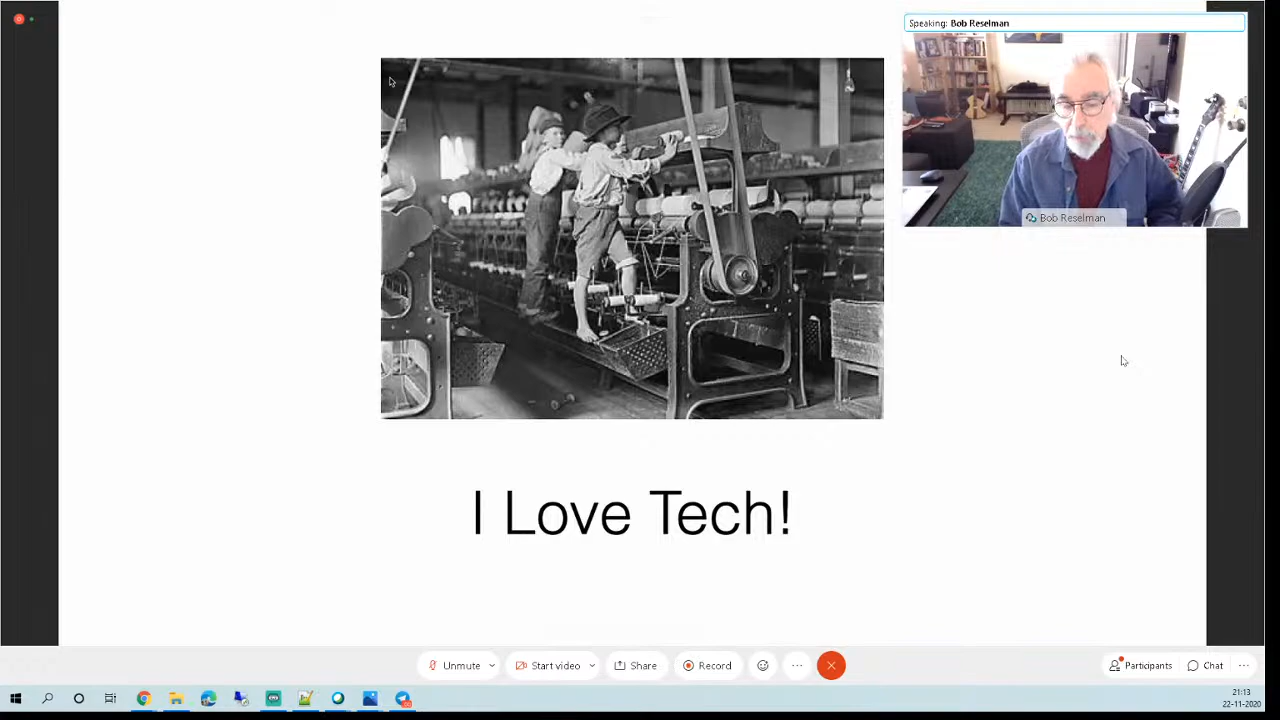 Speaking: Bob Reselman
Bob Reselman
I Love Tech!
Unmute
Start video
Share
Record
Participants
Chat
21:13
22-11-2020